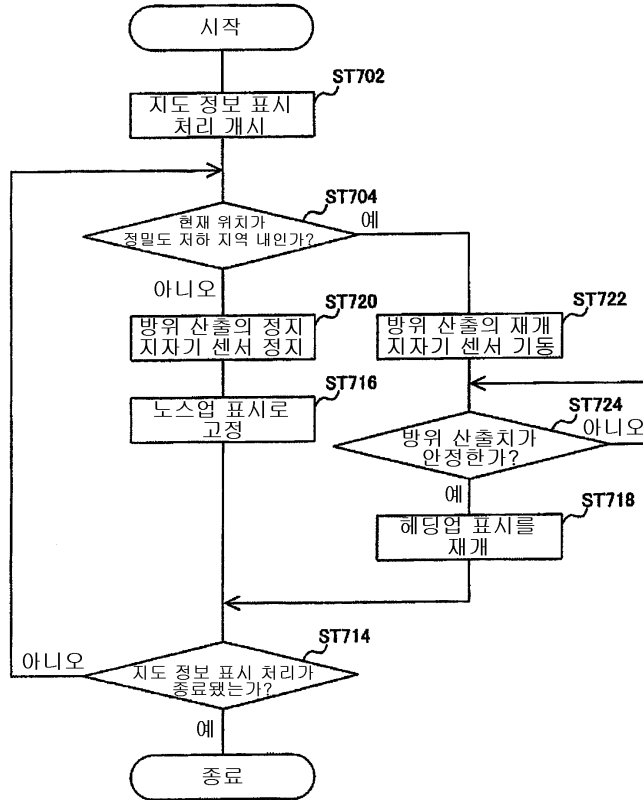 시작
ST702
지도 정보 표시
처리 개시
ST704
현재 위치가
정밀도 저하 지역 내인가?
예
아니오
ST720
방위 산출의 정지
지자기 센서 정지
ST722
방위 산출의 재개
지자기 센서 기동
ST716
노스업 표시로
고정
ST724
방위 산출치가
안정한가?
아니오
예
ST718
헤딩업 표시를
재개
ST714
지도 정보 표시 처리가
종료됐는가?
아니오
예
종료